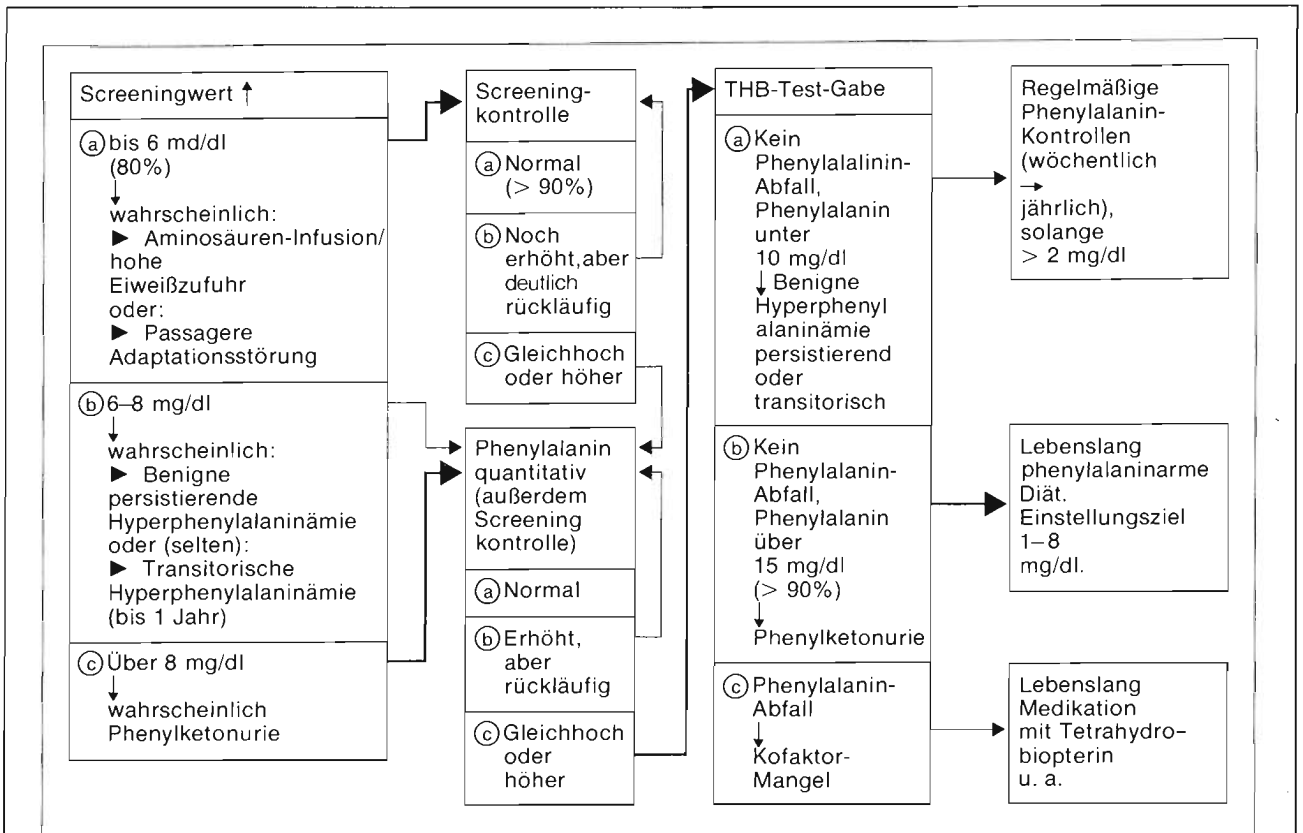 Screeningwert ↑
ⓐ bis 6 md/dl
(80%)
↓
wahrscheinlich:
► Aminosäuren-Infusion/
hohe
Eiweißzufuhr
oder:
► Passagere
Adaptationsstörung
ⓑ 6–8 mg/dl
↓
wahrscheinlich:
► Benigne
persistierende
Hyperphenylalaninämie
oder (selten):
► Transitorische
Hyperphenylalaninämie
(bis 1 Jahr)
ⓒ Über 8 mg/dl
↓
wahrscheinlich
Phenylketonurie
Screening-
kontrolle
ⓐ Normal
(> 90%)
ⓑ Noch
erhöht, aber
deutlich
rückläufig
ⓒ Gleichhoch
oder höher
Phenylalanin
quantitativ
(außerdem
Screening
kontrolle)
ⓐ Normal
ⓑ Erhöht,
aber
rückläufig
ⓒ Gleichhoch
oder
höher
THB-Test-Gabe
ⓐ Kein
Phenylalalinin-
Abfall,
Phenylalanin
unter
10 mg/dl
↓ Benigne
Hyperphenyl
alaninämie
persistierend
oder
transitorisch
ⓑ Kein
Phenylalanin-
Abfall,
Phenylalanin
über
15 mg/dl
(> 90%)
↓
Phenylketonurie
ⓒ Phenylalanin-
Abfall
↓
Kofaktor-
Mangel
Regelmäßige
Phenylalanin-
Kontrollen
(wöchentlich
→
jährlich),
solange
> 2 mg/dl
Lebenslang
phenylalaninarme
Diät.
Einstellungsziel
1–8
mg/dl.
Lebenslang
Medikation
mit Tetrahydro-
biopterin
u. a.